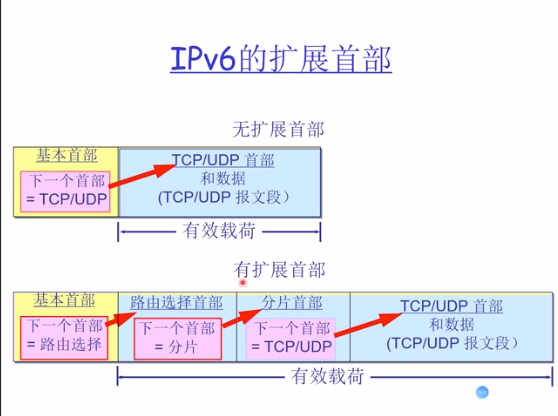 IPv6的扩展首部
无扩展首部
基本首部
下一个首部
= TCP/UDP
TCP/UDP 首部
和数据
(TCP/UDP 报文段）
有效载荷
有扩展首部
基本首部
下一个首部
= 路由选择
路由选择首部
下一个首部
= 分片
分片首部
下一个首部
= TCP/UDP
TCP/UDP 首部
和数据
(TCP/UDP 报文段）
有效载荷